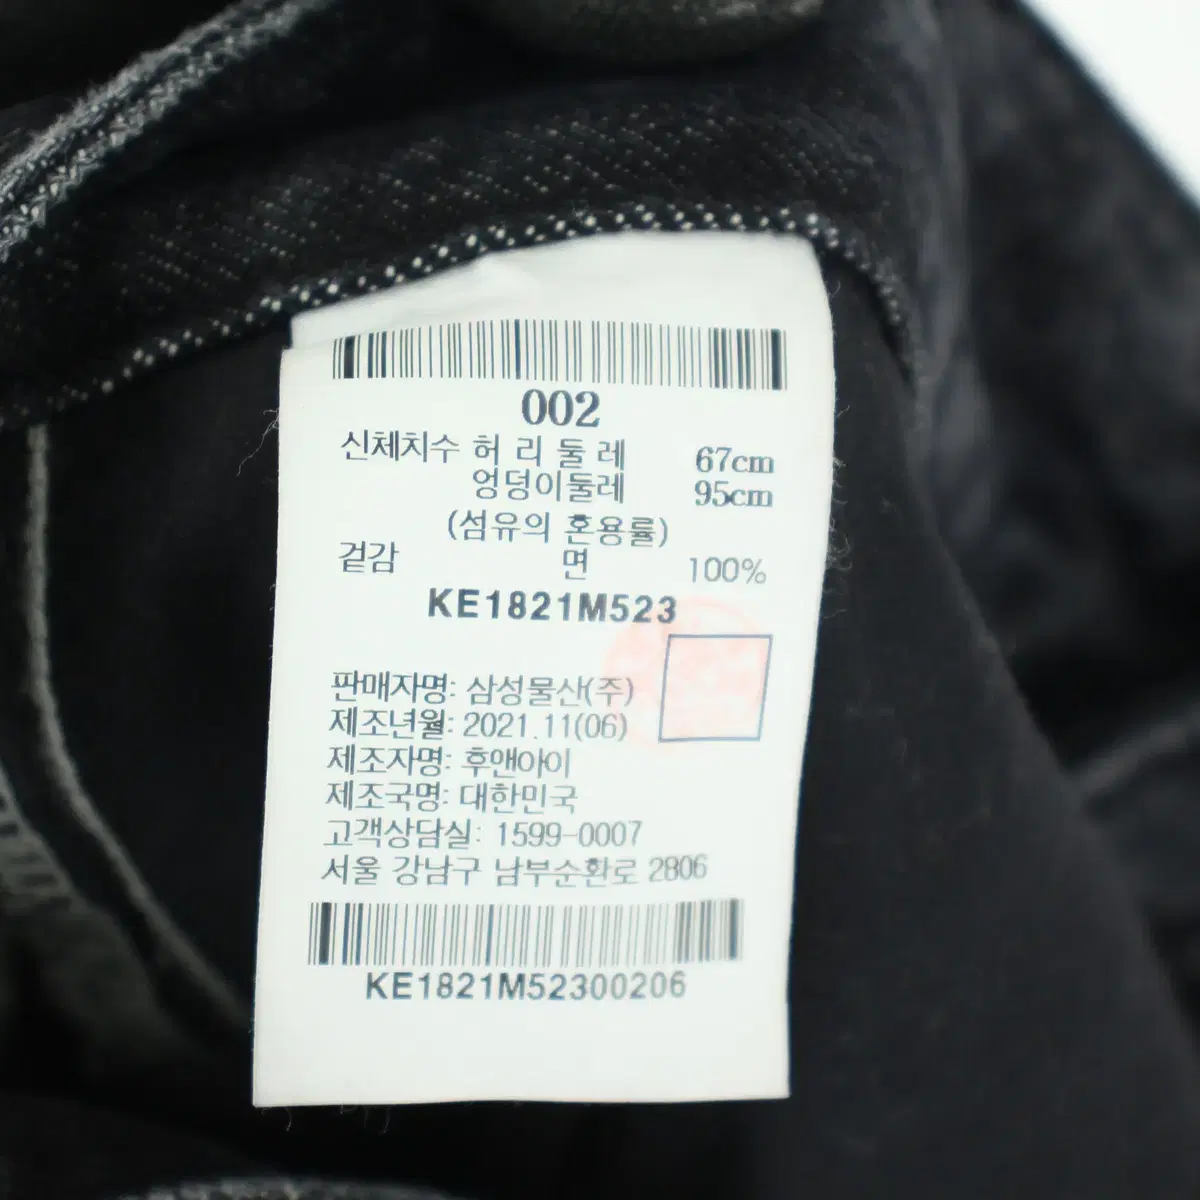 002
신체치수 허 리 둘 레 67cm
엉덩이둘레 95cm
(섬유의 혼용률)
겉감 면 100%
KE1821M523
판매자명: 삼성물산(주)
제조년월: 2021.11(06)
제조자명: 후앤아이
제조국명: 대한민국
고객상담실: 1599-0007
서울 강남구 남부순환로 2806
KE1821M52300206